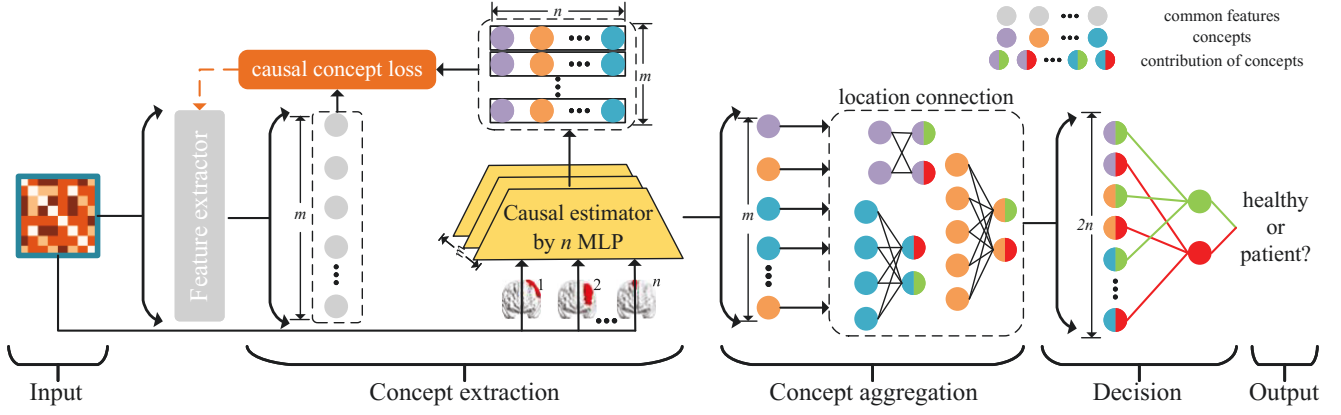 n
common features
concepts
contribution of concepts
causal concept loss
m
location connection
Feature extractor
m
Causal estimator
by n MLP
1
2
n
m
2n
healthy
or
patient?
Input
Concept extraction
Concept aggregation
Decision
Output